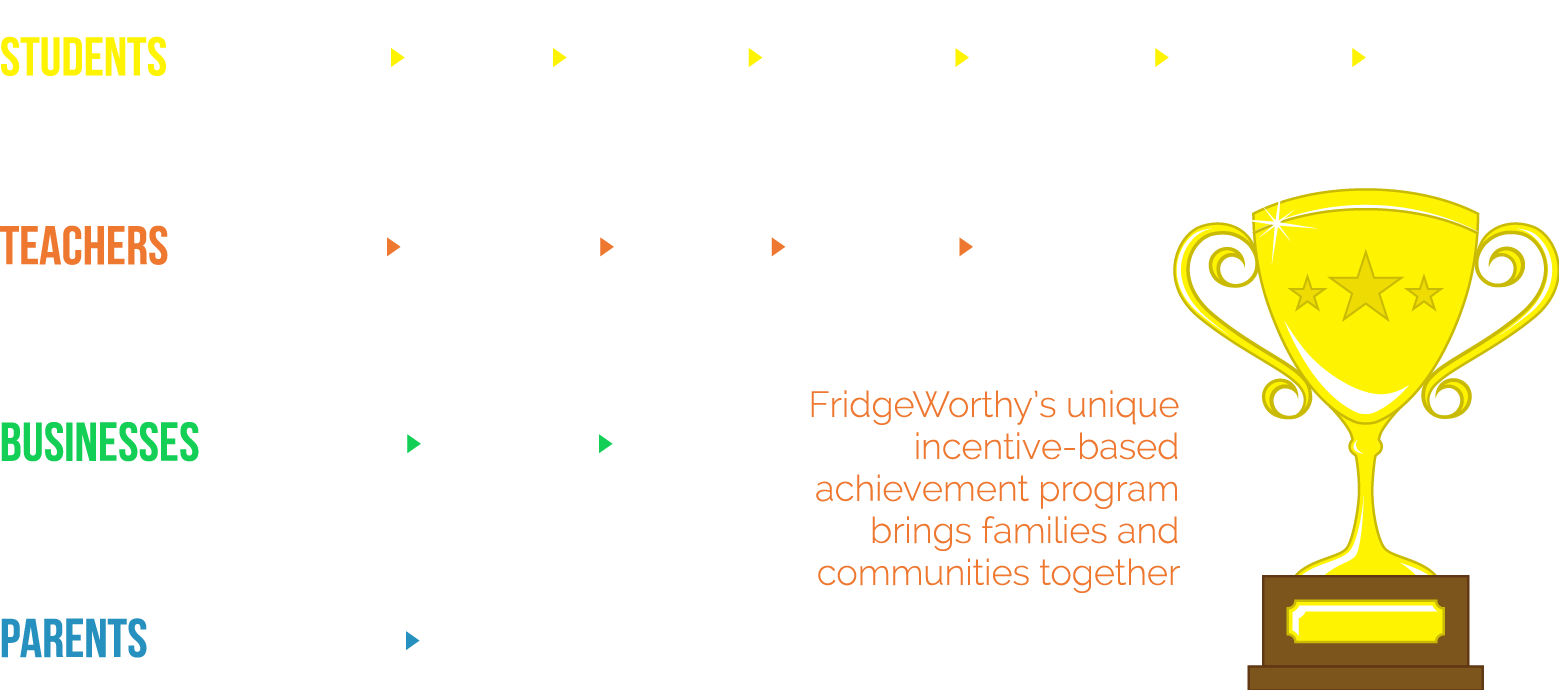 STUDENTS
TEACHERS
BUSINESSES
PARENTS
FridgeWorthy's unique
incentive-based
achievement program
brings families and
communities together